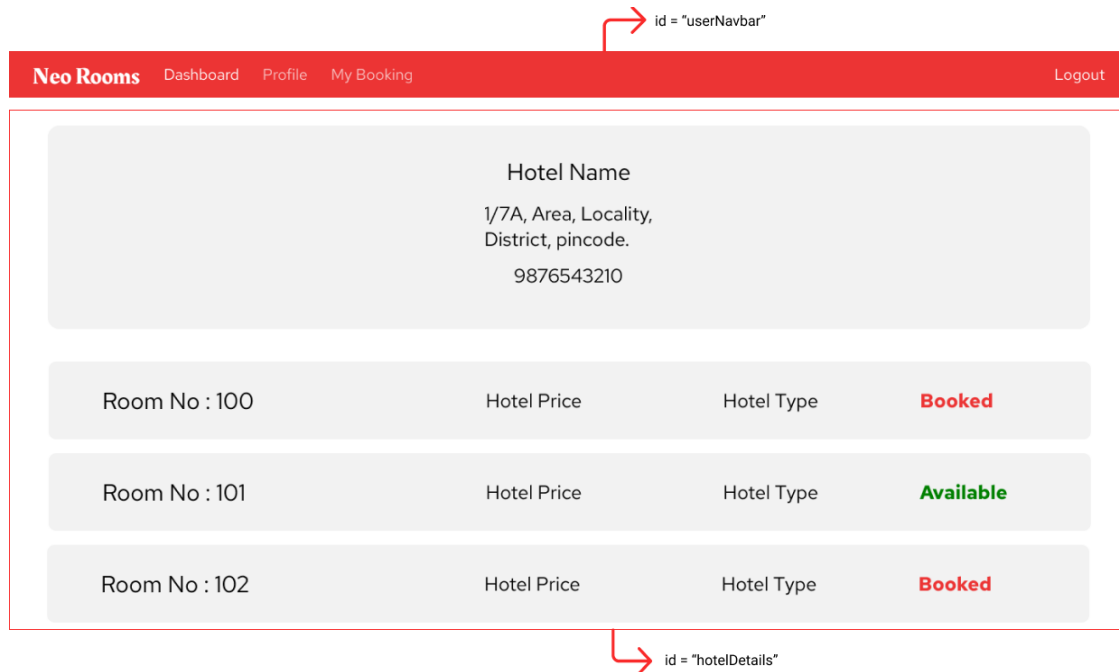 id = “userNavbar”
Neo Rooms Dashboard Profile My Booking Logout
Hotel Name
1/7A, Area, Locality,
District, pincode.
9876543210
Room No : 100 Hotel Price Hotel Type Booked
Room No : 101 Hotel Price Hotel Type Available
Room No : 102 Hotel Price Hotel Type Booked
id = “hotelDetails”